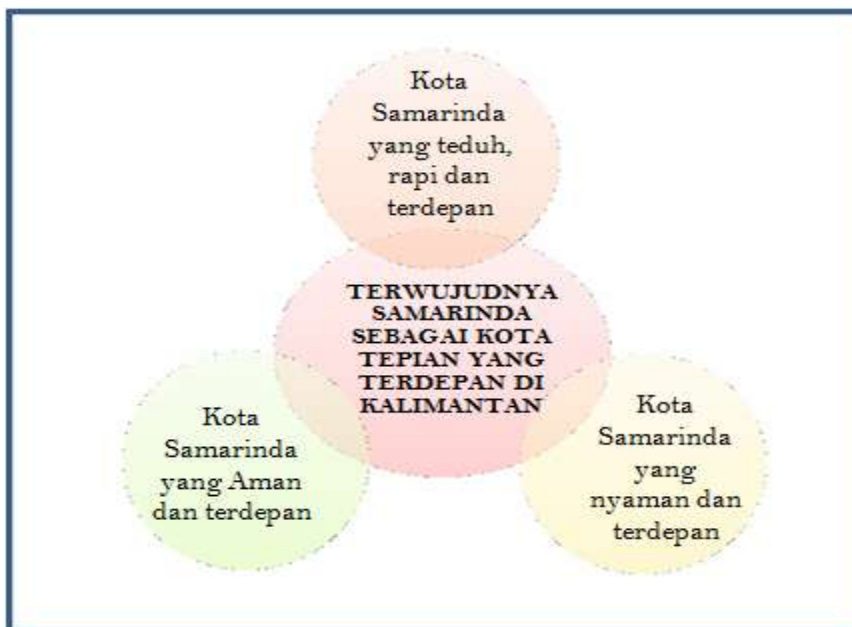 Kota
Samarinda
yang teduh,
rapi dan
terdepan
TERWUJUDNYA
SAMARINDA
SEBAGAI KOTA
TEPIAN YANG
TERDEPAN DI
KALIMANTAN
Kota
Samarinda
yang Aman
dan terdepan
Kota
Samarinda
yang
nyaman dan
terdepan